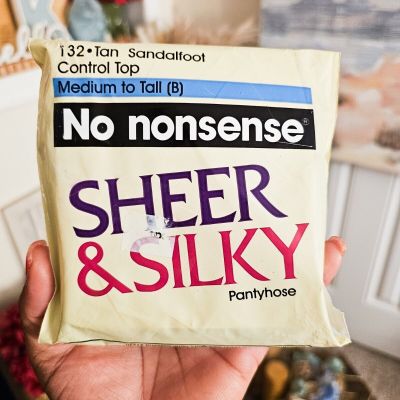 132•Tan Sandalfoot
Control Top
Medium to Tall (B)
No nonsense®
SHEER
& SILKY
Pantyhose